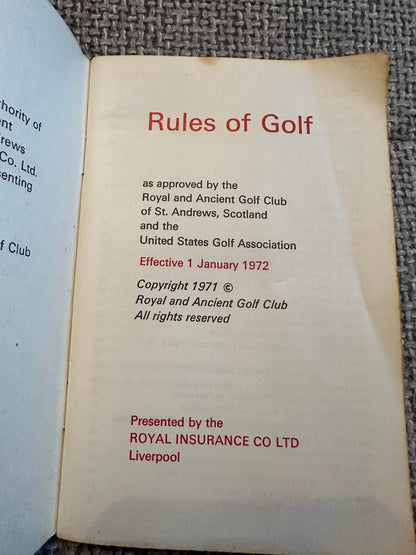 hority of
nt
drews
Co. Ltd.
senting
f Club
Rules of Golf
as approved by the
Royal and Ancient Golf Club
of St. Andrews, Scotland
and the
United States Golf Association
Effective 1 January 1972
Copyright 1971 ©
Royal and Ancient Golf Club
All rights reserved
Presented by the
ROYAL INSURANCE CO LTD
Liverpool